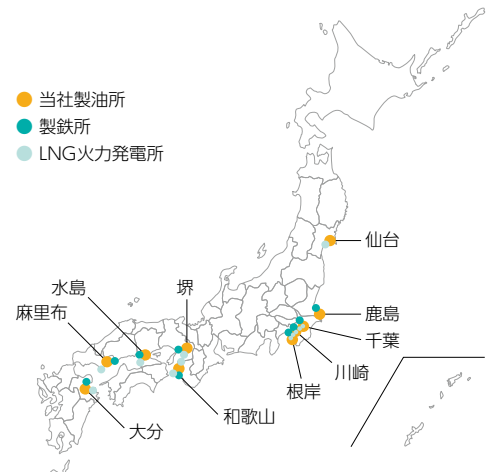 当社製油所
製鉄所
LNG火力発電所
仙台
水島
堺
麻里布
鹿島
千葉
川崎
根岸
和歌山
大分